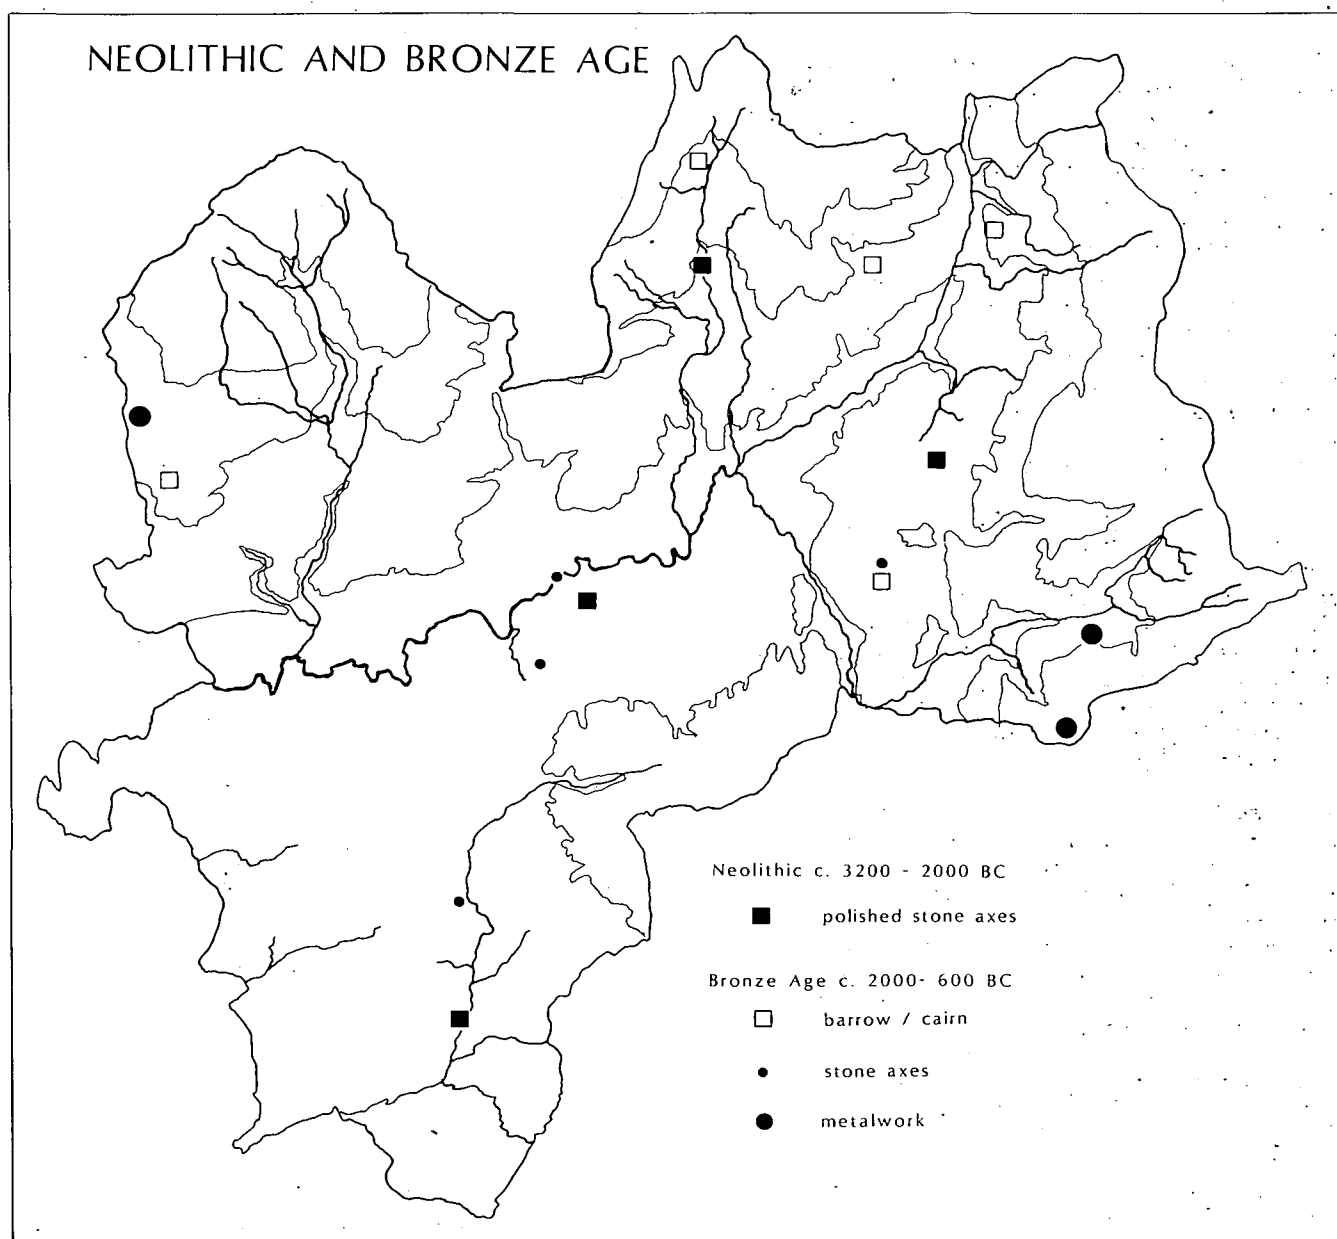 NEOLITHIC AND BRONZE AGE
Neolithic c. 3200 - 2000 BC
polished stone axes
Bronze Age c. 2000- 600 BC
barrow / cairn
stone axes
metalwork